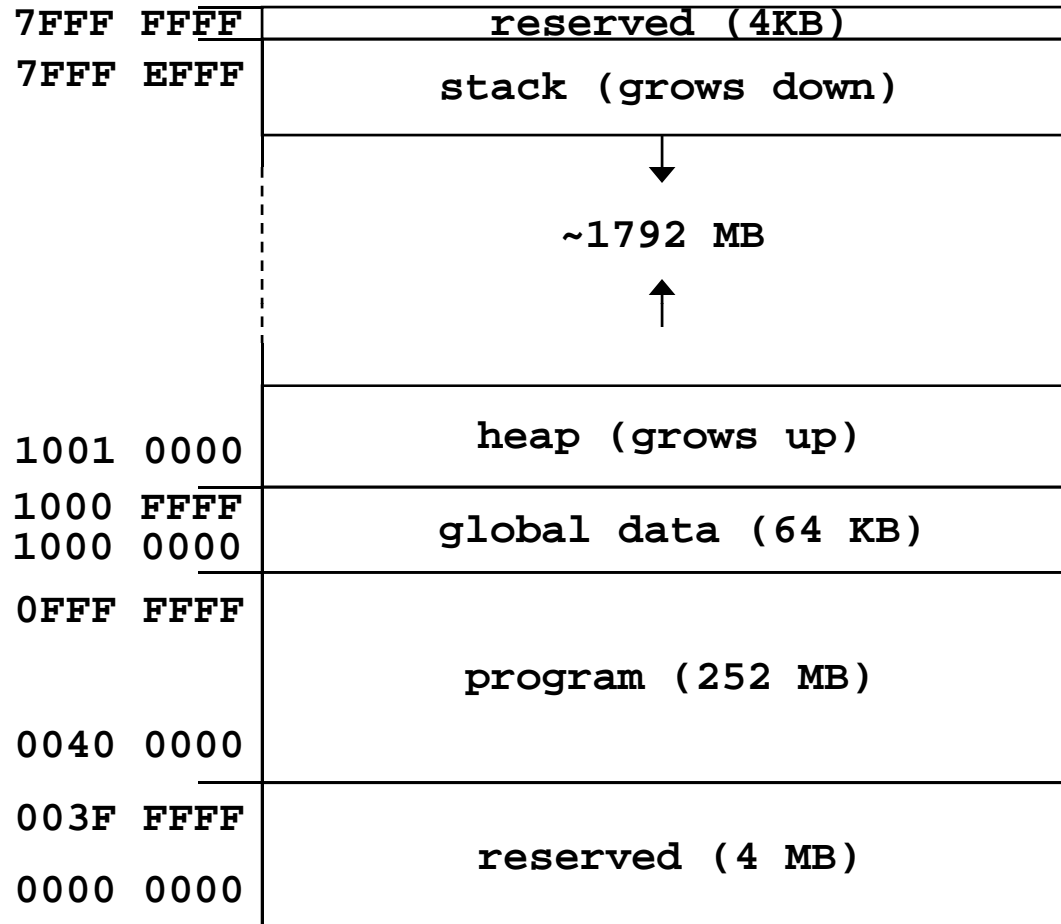 7FFF FFFF reserved (4KB)
7FFF EFFF stack (grows down)
~1792 MB
heap (grows up)
1001 0000
1000 FFFF
global data (64 KB)
1000 0000
0FFF FFFF
program (252 MB)
0040 0000
003F FFFF
reserved (4 MB)
0000 0000